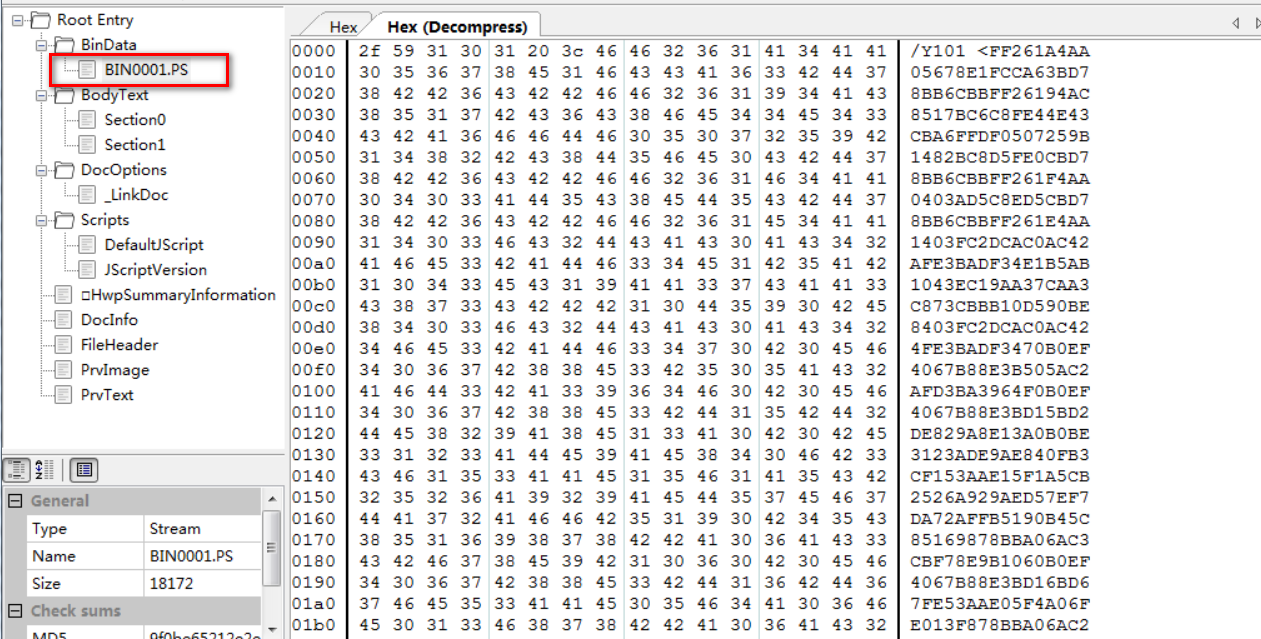 Root Entry
BinData
BIN0001.PS
BodyText
Section0
Section1
DocOptions
_LinkDoc
Scripts
DefaultJScript
JScriptVersion
□HwpSummaryInformation
DocInfo
FileHeader
PrvImage
PrvText
General
Type Stream
Name BIN0001.PS
Size 18172
Check sums
MD5
Hex Hex (Decompress)
0000 2f 59 31 30 31 20 3c 46 46 32 36 31 41 34 41 41 /Y101 <FF261A4AA
0010 30 35 36 37 38 45 31 46 43 43 41 36 33 42 44 37 05678E1FCCA63BD7
0020 38 42 42 36 43 42 42 46 46 32 36 31 39 34 41 43 8BB6CBBFF26194AC
0030 38 35 31 37 42 43 36 43 38 46 45 34 34 45 34 33 8517BC6C8FE44E43
0040 43 42 41 36 46 46 44 46 30 35 30 37 32 35 39 42 CBA6FFDF0507259B
0050 31 34 38 32 42 43 38 44 35 46 45 30 43 42 44 37 1482BC8D5FE0CBD7
0060 38 42 42 36 43 42 42 46 46 32 36 31 46 34 41 41 8BB6CBBFF261F4AA
0070 30 34 30 33 41 44 35 43 38 45 44 35 43 42 44 37 0403AD5C8ED5CBD7
0080 38 42 42 36 43 42 42 46 46 32 36 31 45 34 41 41 8BB6CBBFF261E4AA
0090 31 34 30 33 46 43 32 44 43 41 43 30 41 43 34 32 1403FC2DCAC0AC42
00a0 41 46 45 33 42 41 44 46 33 34 45 31 42 35 41 42 AFE3BADF34E1B5AB
00b0 31 30 34 33 45 43 31 39 41 41 33 37 43 41 41 33 1043EC19AA37CAA3
00c0 43 38 37 33 43 42 42 42 31 30 44 35 39 30 42 45 C873CBBB10D590BE
00d0 38 34 30 33 46 43 32 44 43 41 43 30 41 43 34 32 8403FC2DCAC0AC42
00e0 34 46 45 33 42 41 44 46 33 34 37 30 42 30 45 46 4FE3BADF3470B0EF
00f0 34 30 36 37 42 38 38 45 33 42 35 30 35 41 43 32 4067B88E3B505AC2
0100 41 46 44 33 42 41 33 39 36 34 46 30 42 30 45 46 AFD3BA3964F0B0EF
0110 34 30 36 37 42 38 38 45 33 42 44 31 35 42 44 32 4067B88E3BD15BD2
0120 44 45 38 32 39 41 38 45 31 33 41 30 42 30 42 45 DE829A8E13A0B0BE
0130 33 31 32 33 41 44 45 39 41 45 38 34 30 46 42 33 3123ADE9AE840FB3
0140 43 46 31 35 33 41 41 45 31 35 46 31 41 35 43 42 CF153AAE15F1A5CB
0150 32 35 32 36 41 39 32 39 41 45 44 35 37 45 46 37 2526A929AED57EF7
0160 44 41 37 32 41 46 46 42 35 31 39 30 42 34 35 43 DA72AFFB5190B45C
0170 38 35 31 36 39 38 37 38 42 42 41 30 36 41 43 33 85169878BBA06AC3
0180 43 42 46 37 38 45 39 42 31 30 36 30 42 30 45 46 CBF78E9B1060B0EF
0190 34 30 36 37 42 38 38 45 33 42 44 31 36 42 44 36 4067B88E3BD16BD6
01a0 37 46 45 35 33 41 41 45 30 35 46 34 41 30 36 46 7FE53AAE05F4A06F
01b0 45 30 31 33 46 38 37 38 42 42 41 30 36 41 43 32 E013F878BBA06AC2